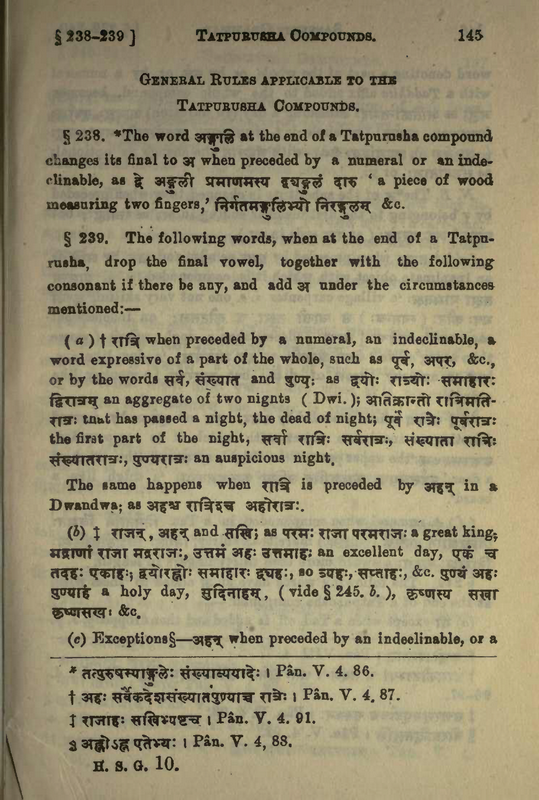 § 238-239 ] TATPURUSHA COMPOUNDS. 145
GENERAL RULES APPLICABLE TO THE
TATPURUSHA COMPOUNDS.
§ 238. *The word अङ्गुलि at the end of a Tatpurusha compound
changes its final to अ when preceded by a numeral or an inde-
clinable, as द्वे अङ्गुली प्रमाणमस्य द्व्यङ्गुलं दारु ‘ a piece of wood
measuring two fingers,’ निर्गतमङ्गुलिभ्यो निरङ्गुलम् &c.
§ 239. The following words, when at the end of a Tatpu-
rusha, drop the final vowel, together with the following
consonant if there be any, and add अ under the circumstances
mentioned:—
( a ) † रात्रि when preceded by a numeral, an indeclinable, a
word expressive of a part of the whole, such as पूर्व, अपर, &c.,
or by the words सर्व, संख्यात and पुण्य; as द्वयोः रात्र्योः समाहारः
द्विरात्रम् an aggregate of two nights ( Dwi. ); अतिक्रान्तो रात्रिमति-
रात्रः that has passed a night, the dead of night; पूर्वं रात्रेः पूर्वरात्रः
the first part of the night, सर्वा रात्रिः सर्वरात्रः, संख्याता रात्रिः
संख्यातरात्रः, पुण्यरात्रः an auspicious night.
The same happens when रात्रि is preceded by अहन् in a
Dwandwa; as अहश्च रात्रिश्च अहोरात्रः.
(b) ‡ राजन्, अहन् and सखि; as परमः राजा परमराजः a great king,
मद्राणां राजा मद्रराजः, उत्तमं अहः उत्तमाहः an excellent day, एकं च
तदहः एकाहः; द्वयोरह्नोः समाहारः द्व्यहः, so त्र्यहः, सप्ताहः, &c. पुण्यं अहः
पुण्याहं a holy day, सुदिनाहम्, ( vide § 245. b. ), कृष्णस्य सखा
कृष्णसखः &c.
(c) Exceptions§—अहन् when preceded by an indeclinable, or a
* तत्पुरुषस्याङ्गुलेः संख्याव्ययादेः । Pân. V. 4. 86.
† अहः सर्वैकदेशसंख्यातपुण्याच्च रात्रेः । Pân. V. 4. 87.
‡ राजाहः सखिभ्यष्टच । Pân. V. 4. 91.
§ अह्नोऽह्न एतेभ्यः । Pân. V. 4, 88.
H. S. G. 10.